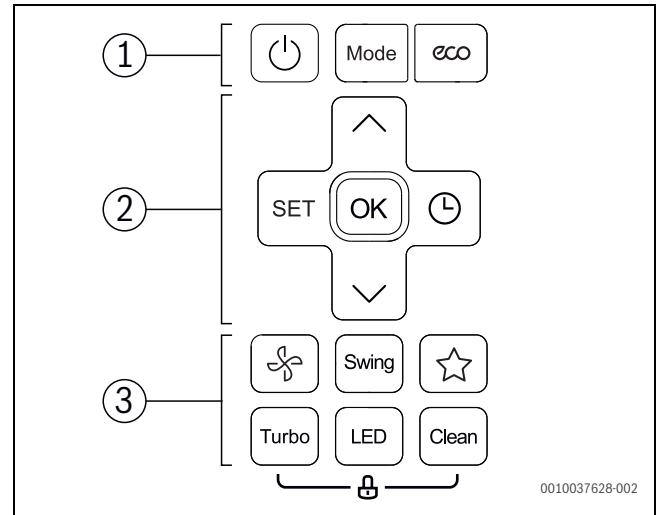 1
Mode
eco
2
SET
OK
3
Swing
Turbo
LED
Clean
0010037628-002